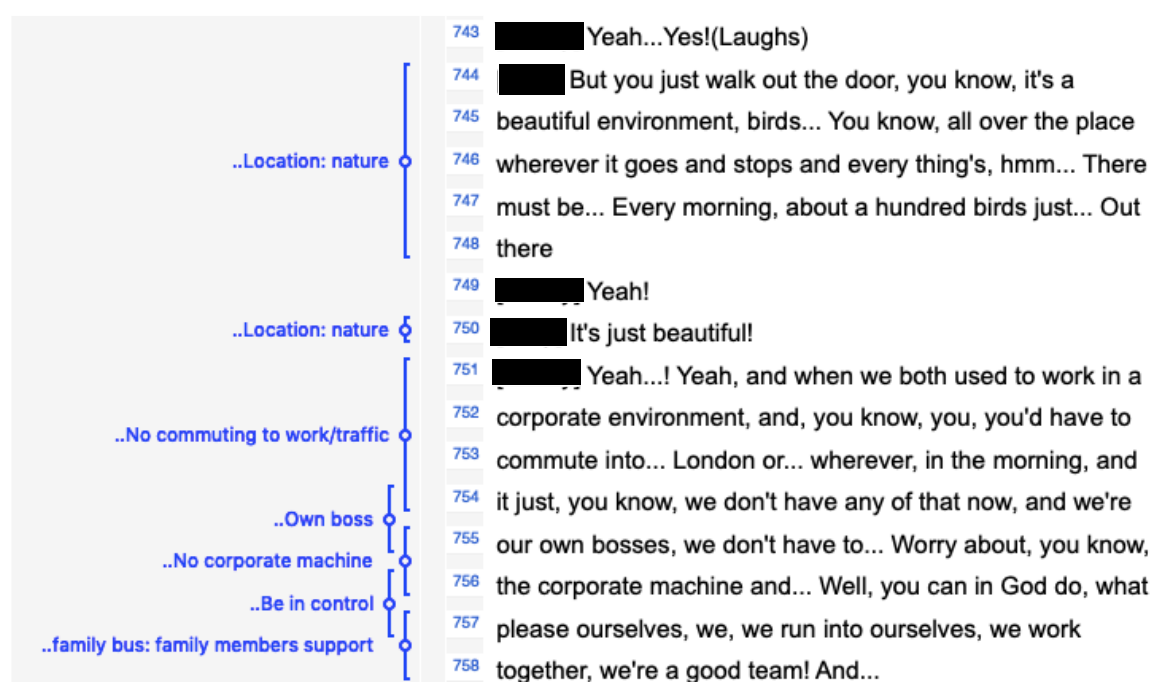 743 Yeah...Yes!(Laughs)
744 But you just walk out the door, you know, it's a
745 beautiful environment, birds... You know, all over the place
..Location: nature 746 wherever it goes and stops and every thing's, hmm... There
747 must be... Every morning, about a hundred birds just... Out
748 there
749 Yeah!
..Location: nature 750 It's just beautiful!
751 Yeah...! Yeah, and when we both used to work in a
752 corporate environment, and, you know, you, you'd have to
..No commuting to work/traffic
753 commute into... London or... wherever, in the morning, and
754 it just, you know, we don't have any of that now, and we're
..Own boss
755 our own bosses, we don't have to... Worry about, you know,
..No corporate machine
756 the corporate machine and... Well, you can in God do, what
..Be in control
757 please ourselves, we, we run into ourselves, we work
..family bus: family members support
758 together, we're a good team! And...